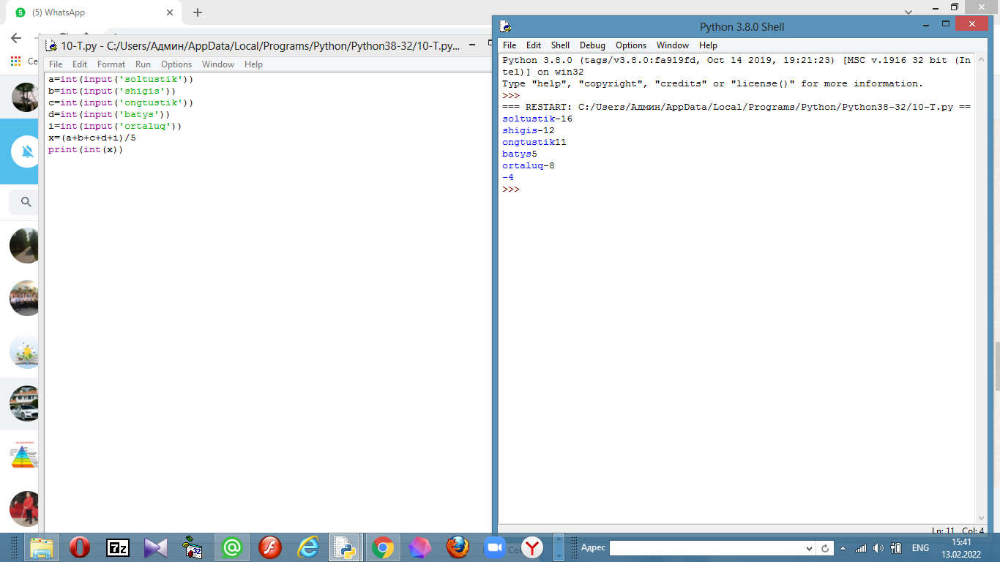 (5) WhatsApp
Се
10-T.py - C:/Users/Админ/AppData/Local/Programs/Python/Python38-32/10-T.py...
File Edit Format Run Options Window Help
a=int(input('soltustik'))
b=int(input('shigis'))
c=int(input('ongtustik'))
d=int(input('batys'))
i=int(input('ortaluq'))
x=(a+b+c+d+i)/5
print(int(x))
Python 3.8.0 Shell
File Edit Shell Debug Options Window Help
Python 3.8.0 (tags/v3.8.0:fa919fd, Oct 14 2019, 19:21:23) [MSC v.1916 32 bit (In
tel)] on win32
Type "help", "copyright", "credits" or "license()" for more information.
>>>
=== RESTART: C:/Users/Админ/AppData/Local/Programs/Python/Python38-32/10-T.py ==
soltustik-16
shigis-12
ongtustik11
batys5
ortaluq-8
-4
>>>
Ln: 11 Col: 4
7z
32
Col
Адрес
ENG
15:41
13.02.2022